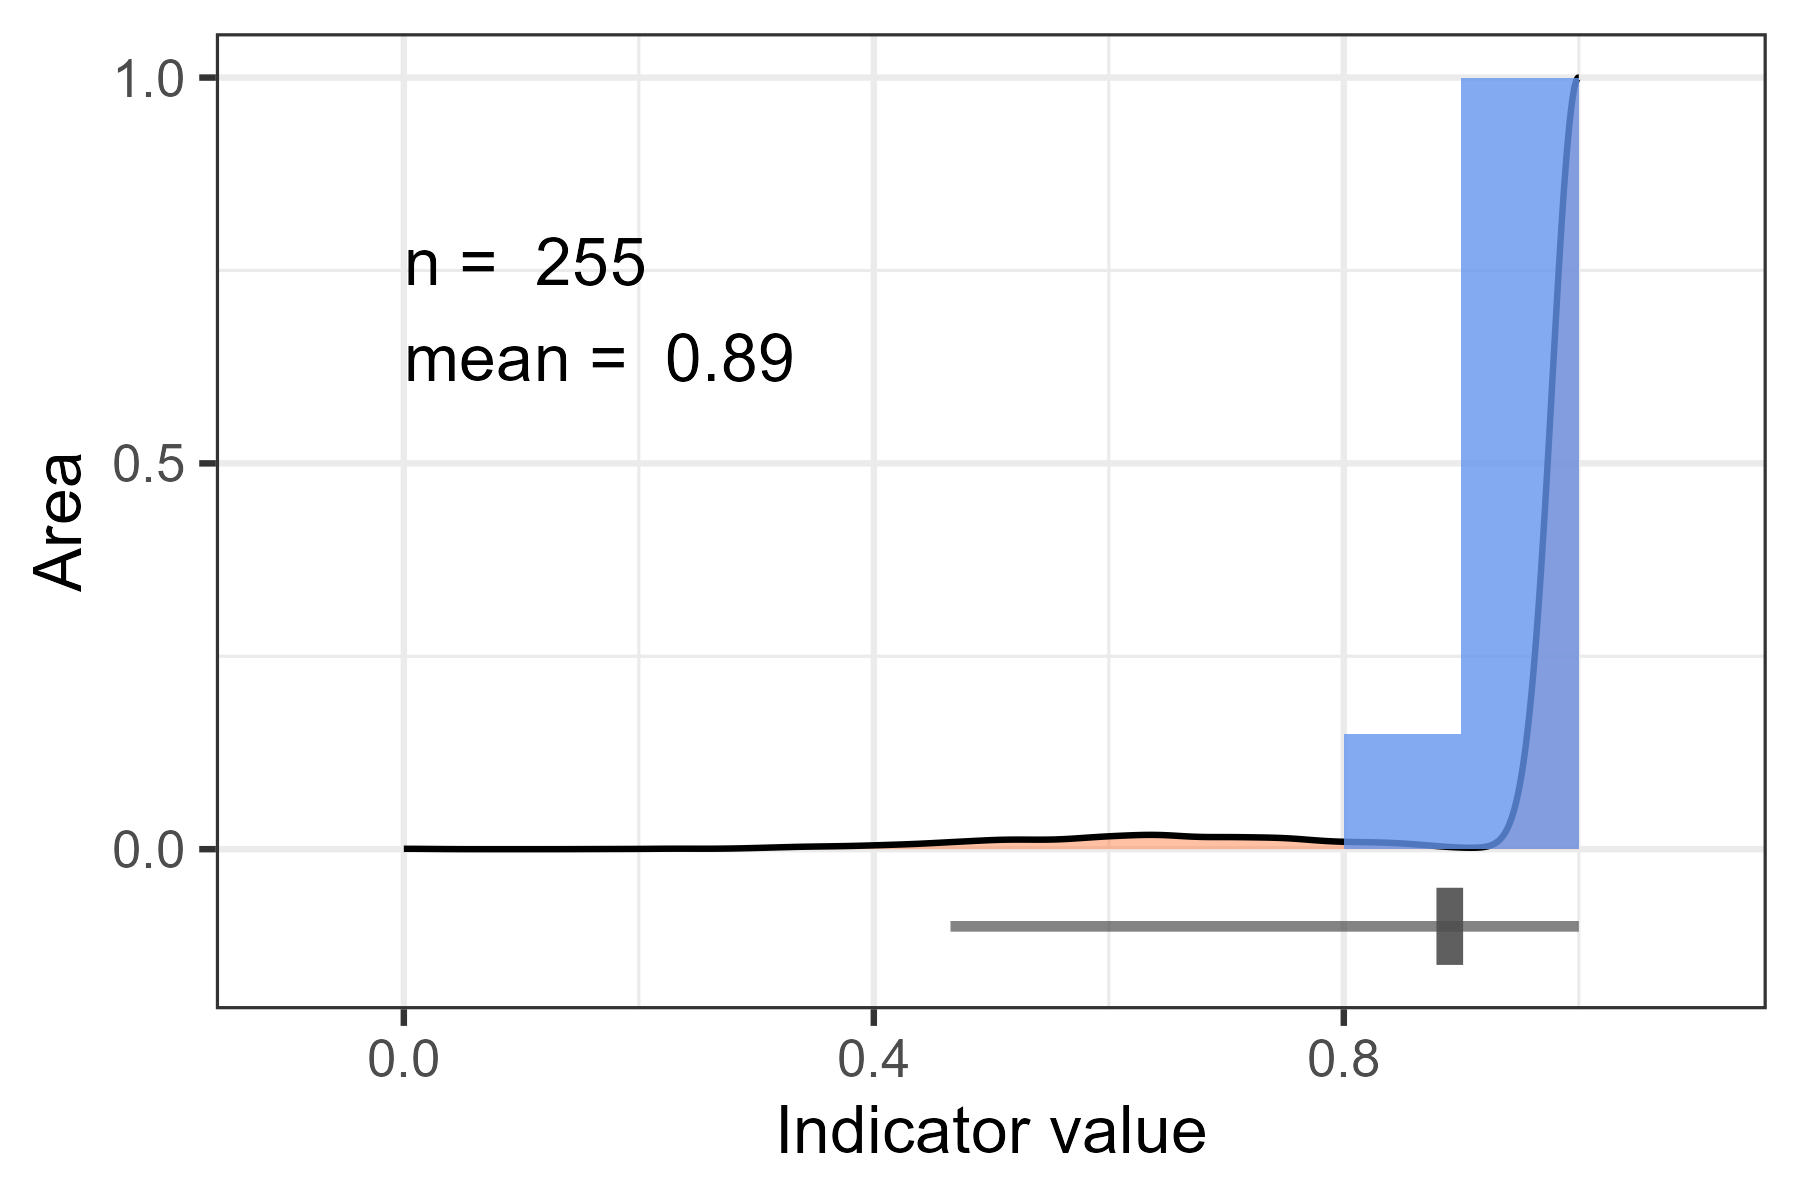 1.0
n =  255
mean =  0.89
0.5
Area
0.0
0.0 0.4 0.8
Indicator value